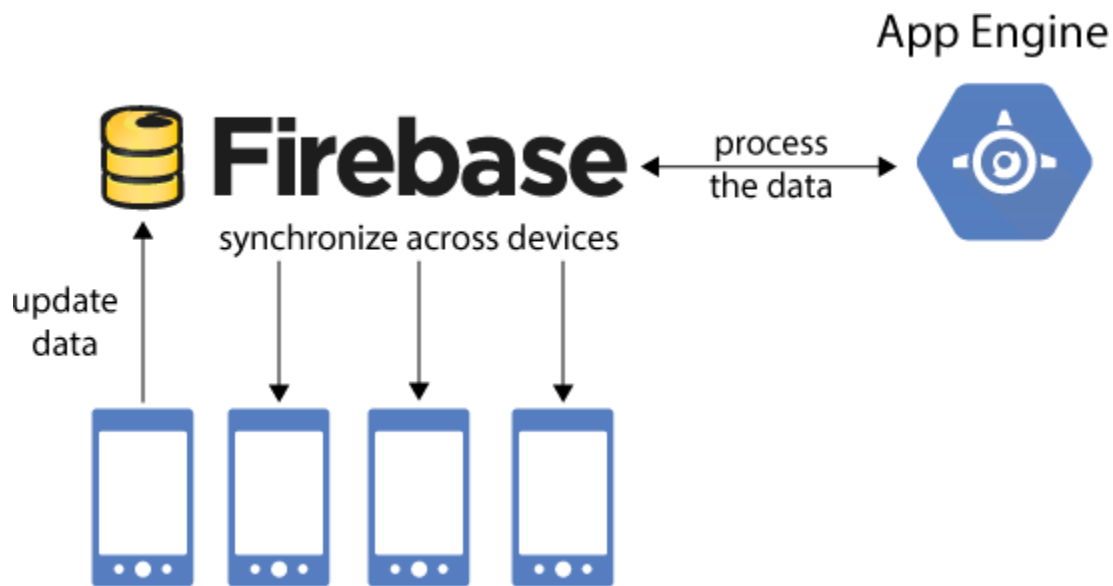 App Engine
Firebase
process
the data
synchronize across devices
update
data